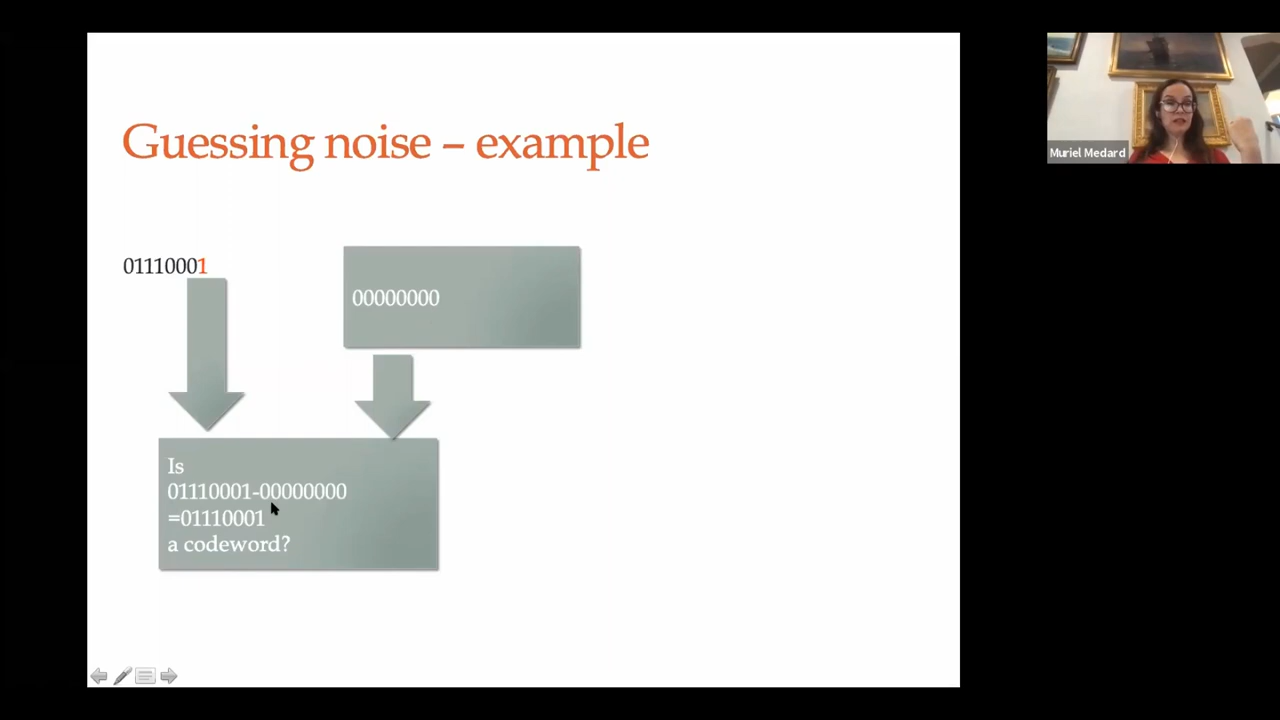 Guessing noise – example
01110001
00000000
Is
01110001-00000000
=01110001
a codeword?
Muriel Medard